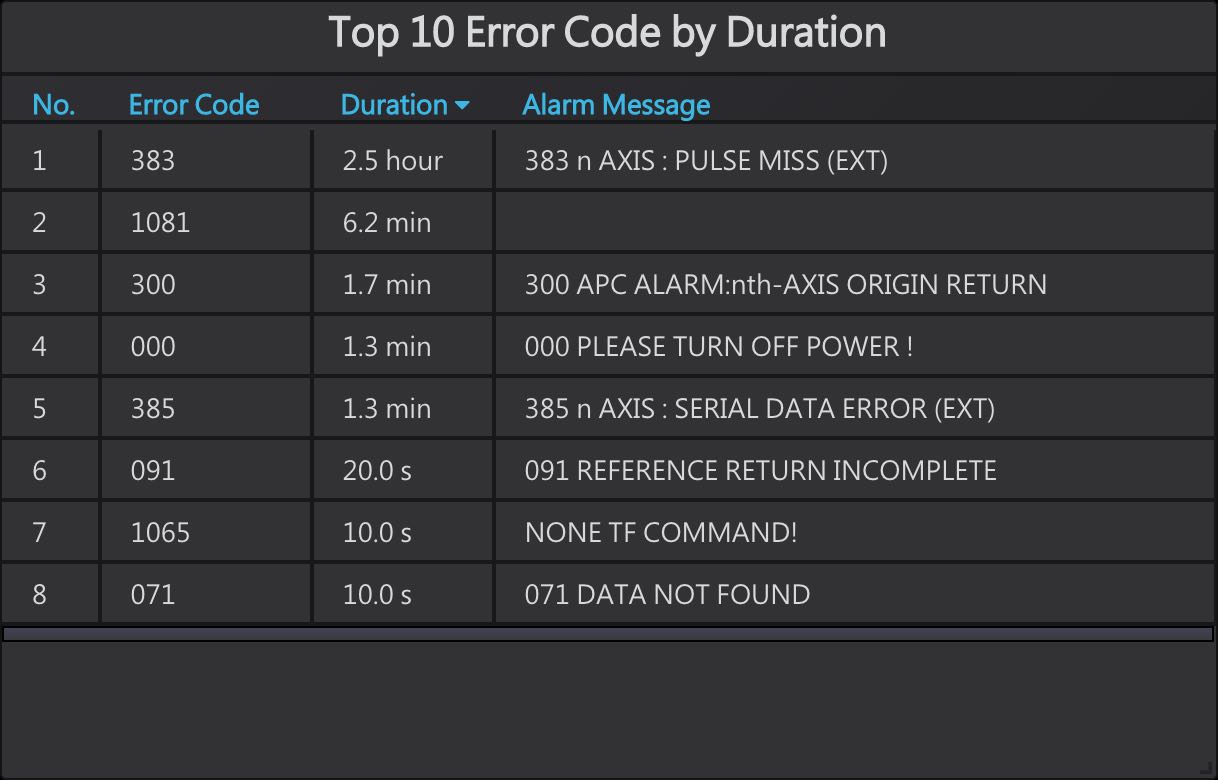 Top 10 Error Code by Duration
No. Error Code Duration Alarm Message
1 383 2.5 hour 383 n AXIS : PULSE MISS (EXT)
2 1081 6.2 min
3 300 1.7 min 300 APC ALARM:nth-AXIS ORIGIN RETURN
4 000 1.3 min 000 PLEASE TURN OFF POWER !
5 385 1.3 min 385 n AXIS : SERIAL DATA ERROR (EXT)
6 091 20.0 s 091 REFERENCE RETURN INCOMPLETE
7 1065 10.0 s NONE TF COMMAND!
8 071 10.0 s 071 DATA NOT FOUND